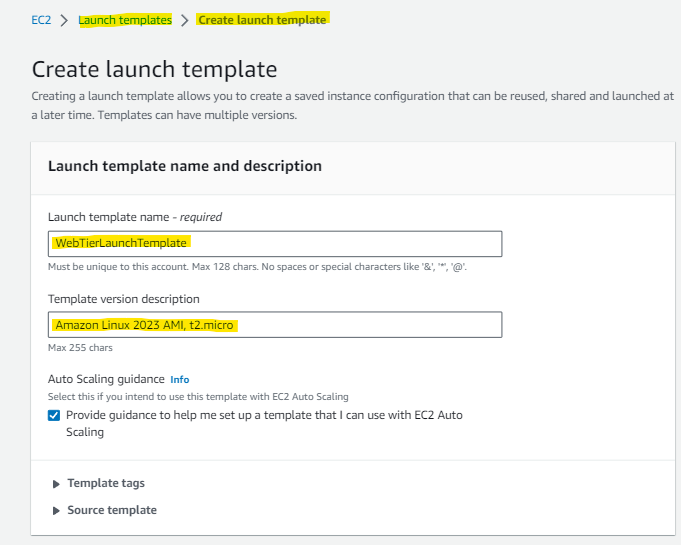 EC2 > Launch templates > Create launch template
Create launch template
Creating a launch template allows you to create a saved instance configuration that can be reused, shared and launched at
a later time. Templates can have multiple versions.
Launch template name and description
Launch template name - required
WebTierLaunchTemplate
Must be unique to this account. Max 128 chars. No spaces or special characters like '&', '*', '@'.
Template version description
Amazon Linux 2023 AMI, t2.micro
Max 255 chars
Auto Scaling guidance Info
Select this if you intend to use this template with EC2 Auto Scaling
Provide guidance to help me set up a template that I can use with EC2 Auto
Scaling
Template tags
Source template